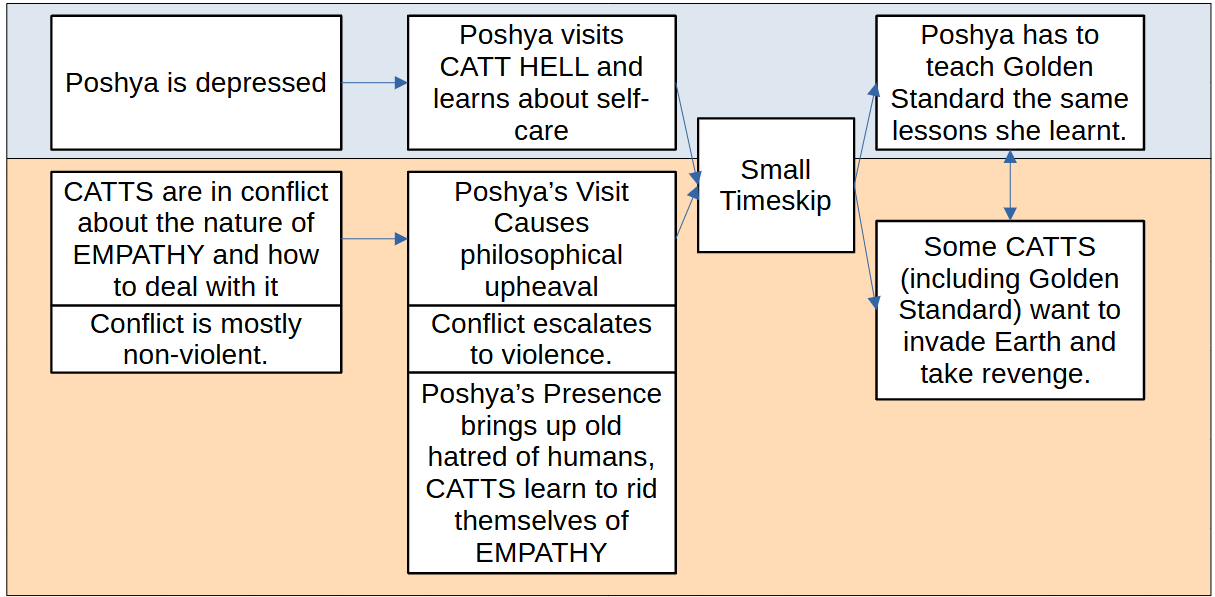 Poshya is depressed
Poshya visits
CATT HELL and
learns about self-
care
Small
Timeskip
Poshya has to
teach Golden
Standard the same
lessons she learnt.
CATTS are in conflict
about the nature of
EMPATHY and how
to deal with it
Conflict is mostly
non-violent.
Poshya’s Visit
Causes
philosophical
upheaval
Conflict escalates
to violence.
Poshya’s Presence
brings up old
hatred of humans,
CATTS learn to rid
themselves of
EMPATHY
Some CATTS
(including Golden
Standard) want to
invade Earth and
take revenge.